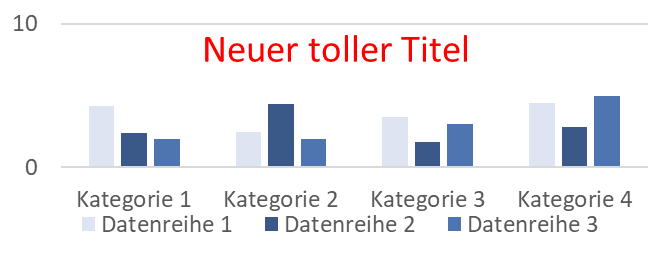 10
Neuer toller Titel
0
Kategorie 1 Kategorie 2 Kategorie 3 Kategorie 4
Datenreihe 1 Datenreihe 2 Datenreihe 3